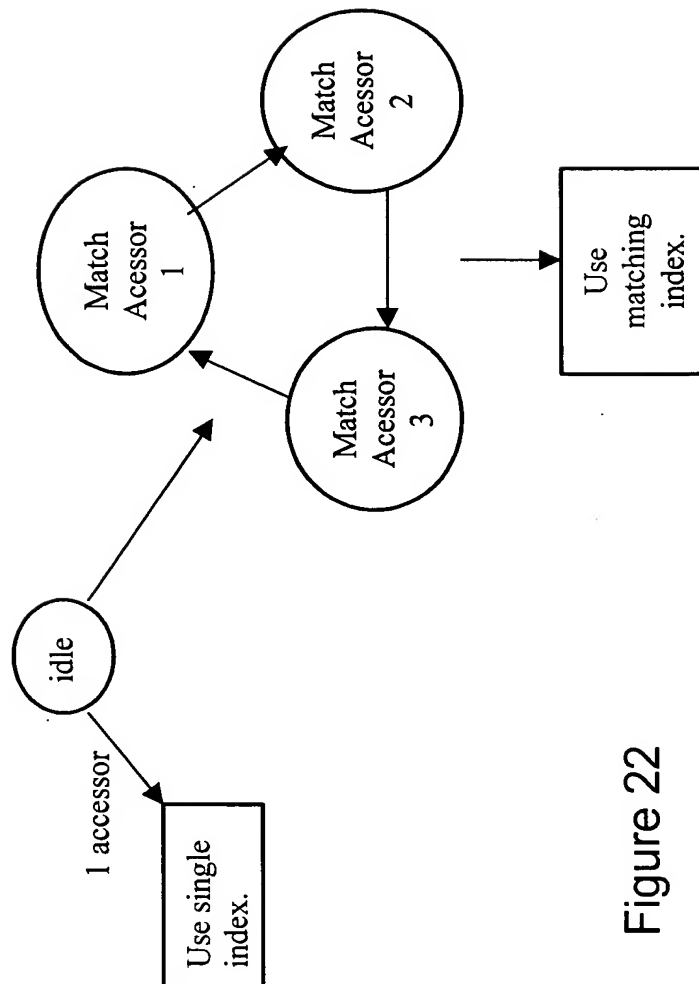 idle
1 accessor
Use single
index.
Match
Acessor
1
Match
Acessor
2
Match
Acessor
3
Use
matching
index.
Figure 22